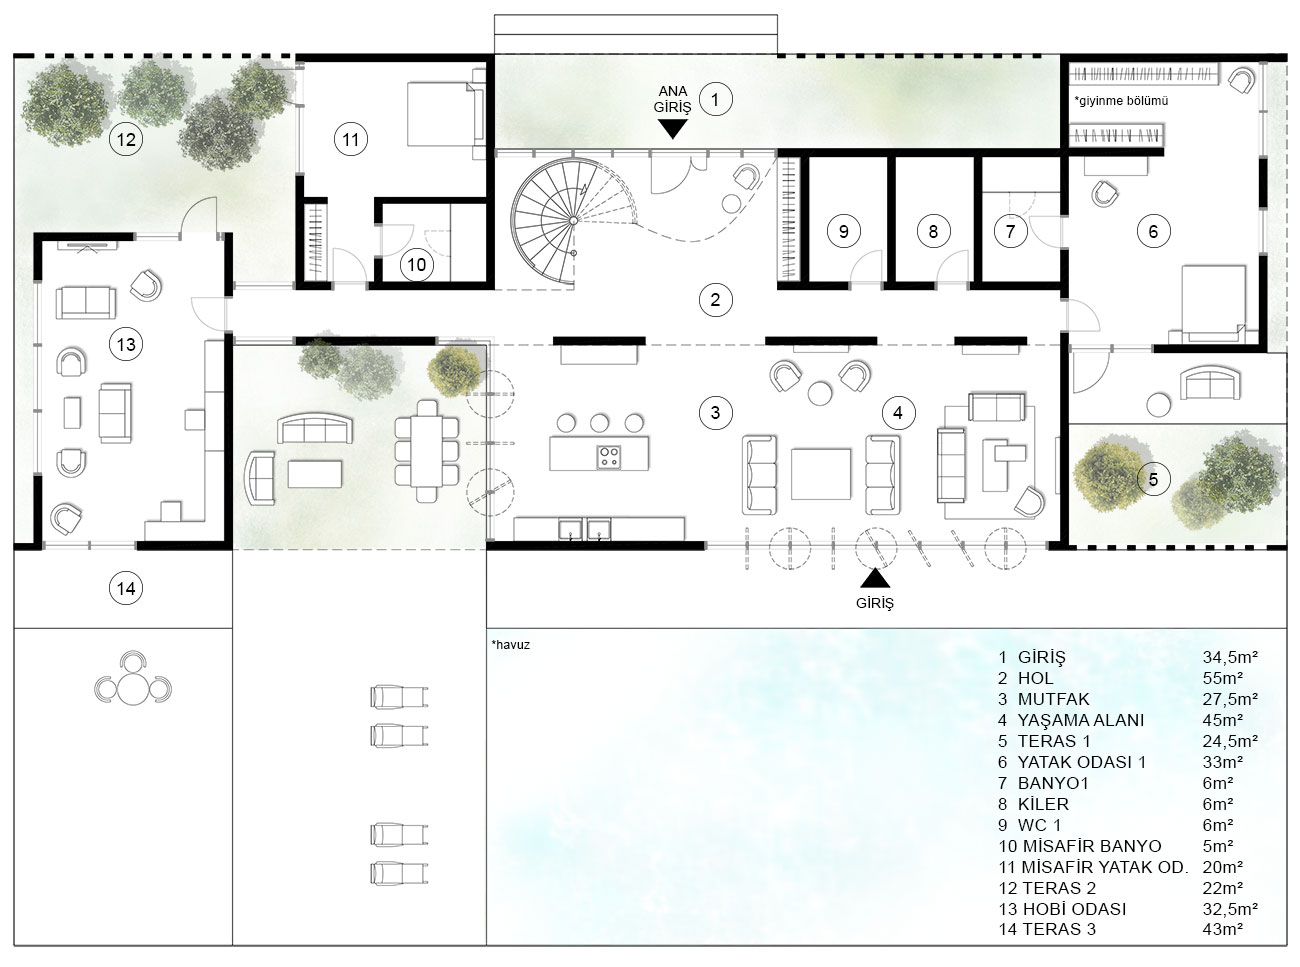 ANA
GİRİŞ
1
*giyinme bölümü
12
11
9
8
7
6
10
2
13
3
4
5
14
GİRİŞ
*havuz
1 GİRİŞ 34,5m²
2 HOL 55m²
3 MUTFAK 27,5m²
4 YAŞAMA ALANI 45m²
5 TERAS 1 24,5m²
6 YATAK ODASI 1 33m²
7 BANYO1 6m²
8 KİLER 6m²
9 WC 1 6m²
10 MİSAFİR BANYO 5m²
11 MİSAFİR YATAK OD. 20m²
12 TERAS 2 22m²
13 HOBİ ODASI 32,5m²
14 TERAS 3 43m²